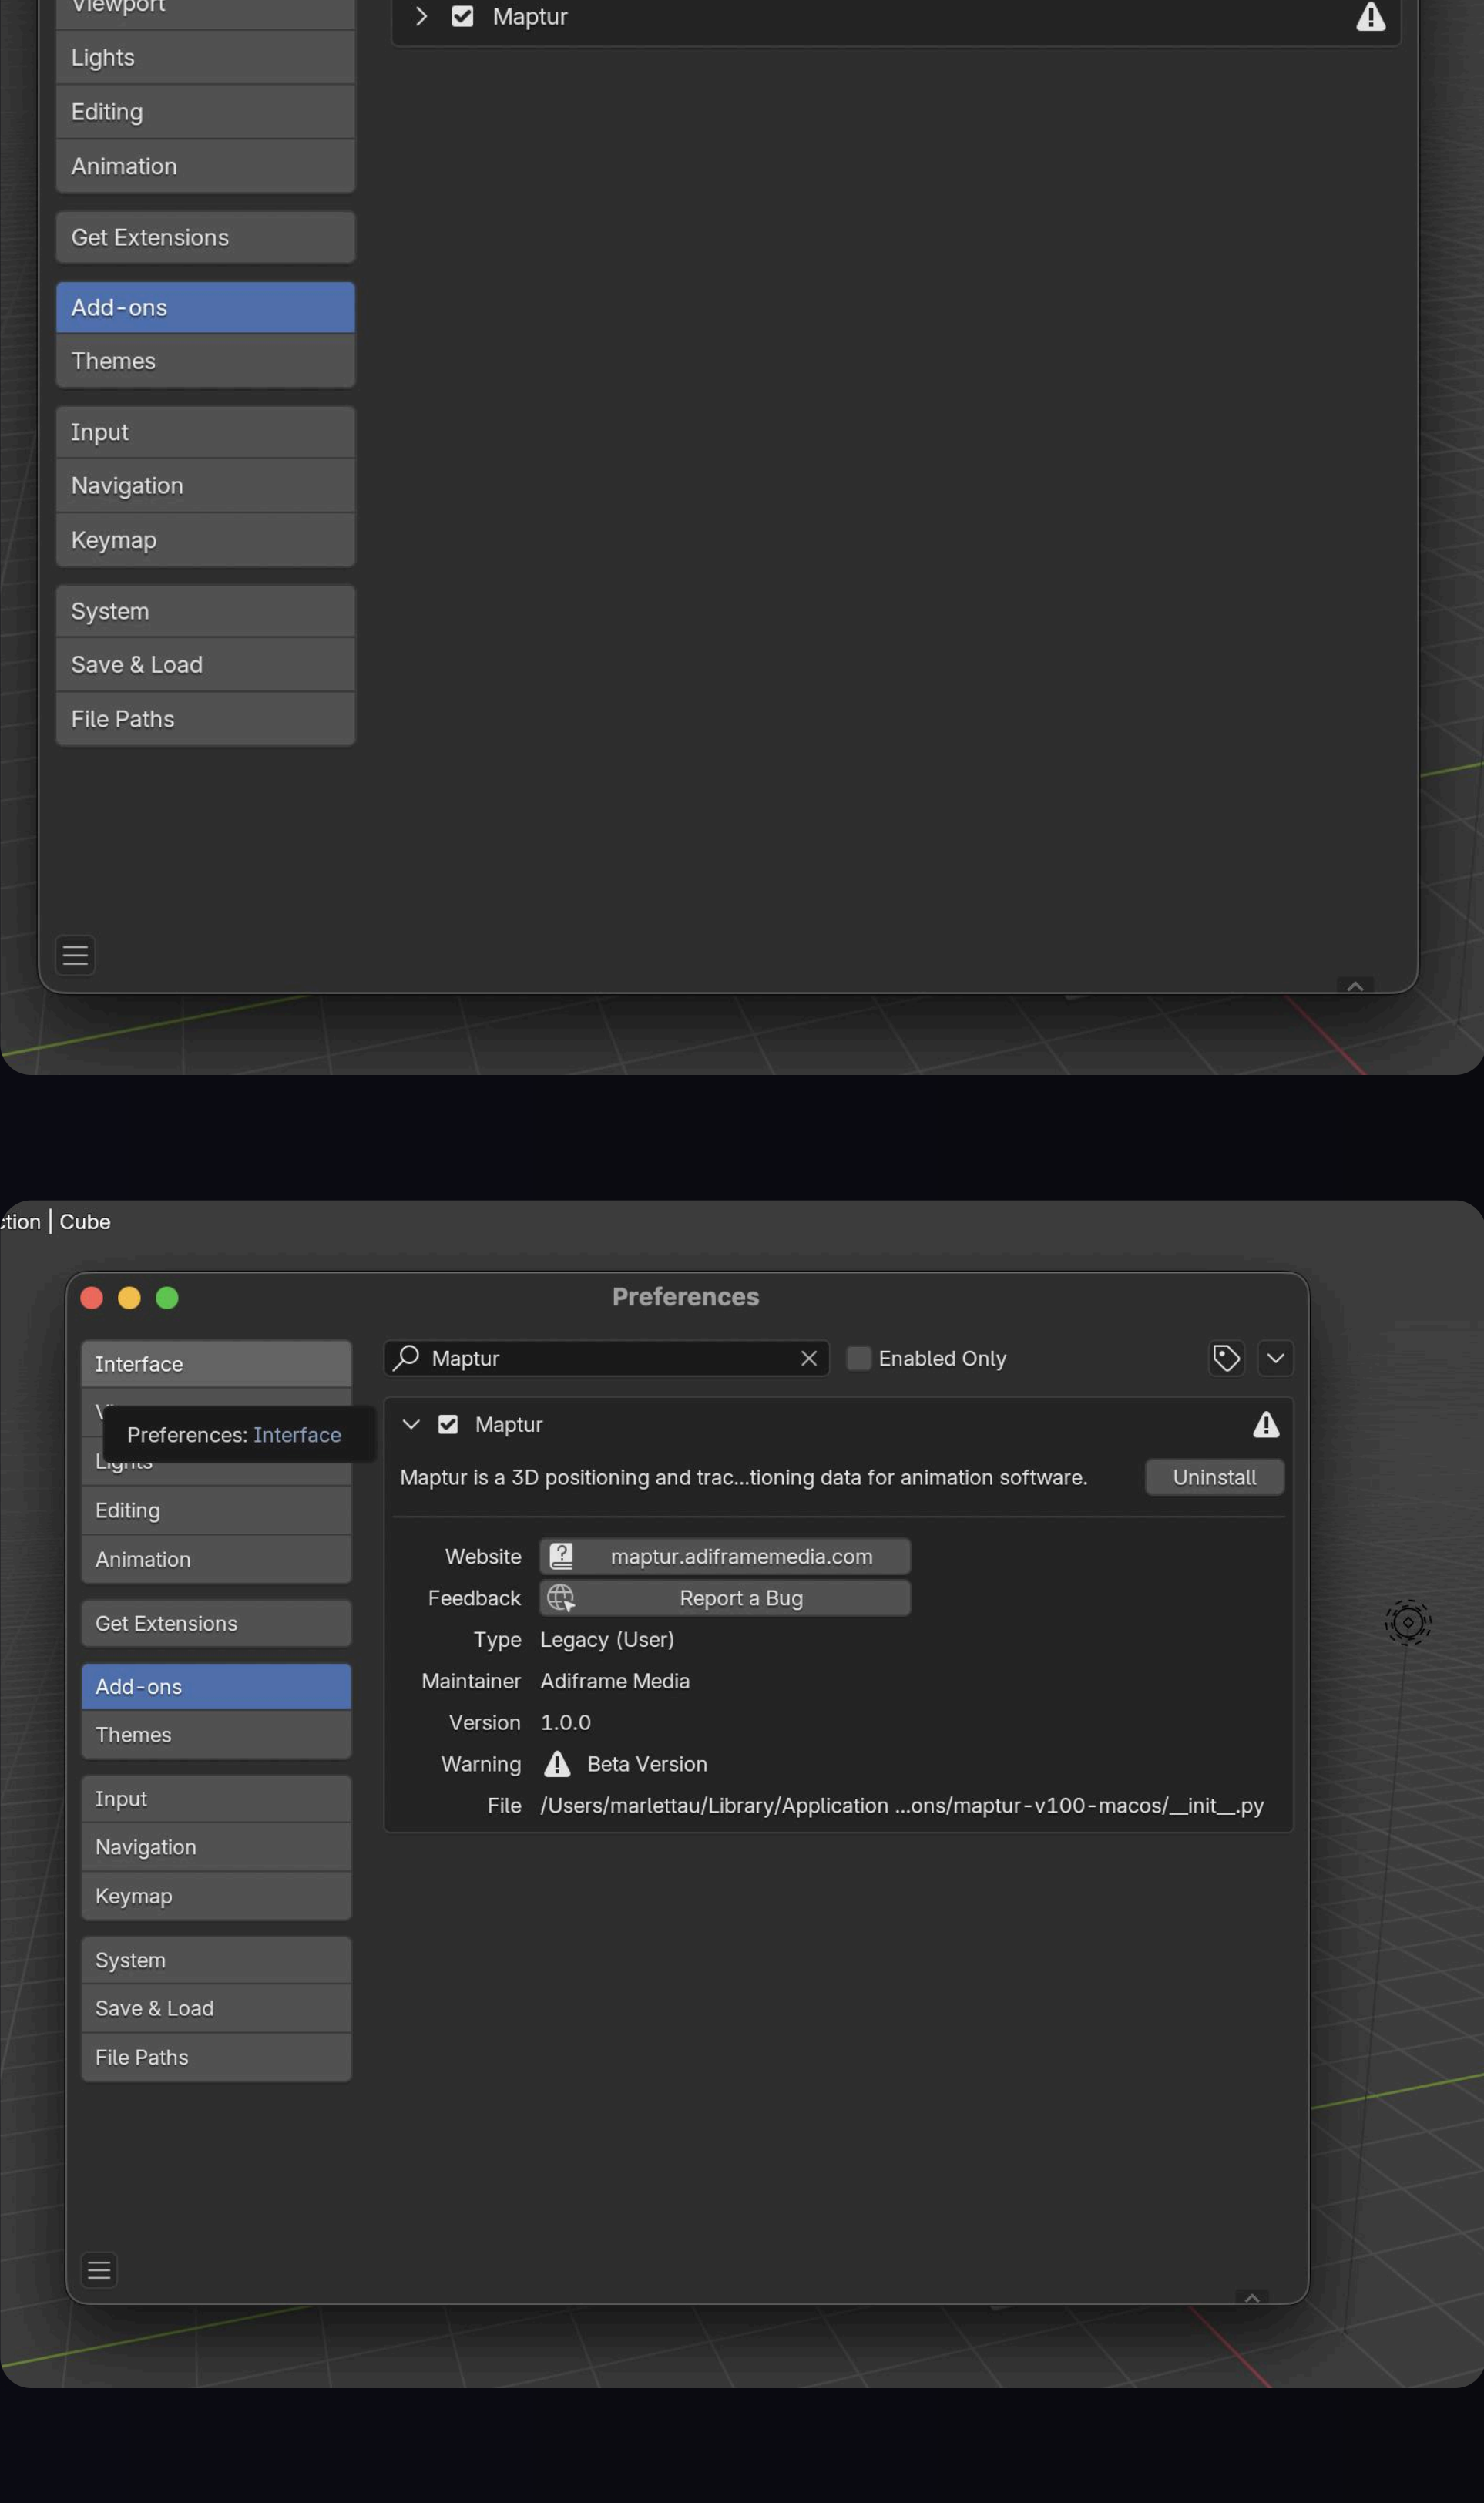 Viewport
Maptur
Lights
Editing
Animation
Get Extensions
Add-ons
Themes
Input
Navigation
Keymap
System
Save & Load
File Paths
ction | Cube
Preferences
Interface
Maptur
Enabled Only
Preferences: Interface
Maptur
Lights
Maptur is a 3D positioning and trac...tioning data for animation software.
Uninstall
Editing
Animation
Website
maptur.adiframemedia.com
Feedback
Report a Bug
Get Extensions
Type
Legacy (User)
Add-ons
Maintainer
Adiframe Media
Themes
Version
1.0.0
Warning
Beta Version
Input
File
/Users/marlettau/Library/Application ...ons/maptur-v100-macos/__init__.py
Navigation
Keymap
System
Save & Load
File Paths